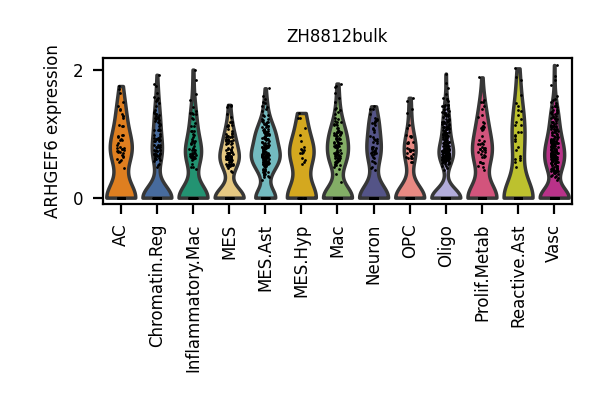 ZH8812bulk
ARHGEF6 expression
2
0
AC
Chromatin.Reg
Inflammatory.Mac
MES
MES.Ast
MES.Hyp
Mac
Neuron
OPC
Oligo
Prolif.Metab
Reactive.Ast
Vasc